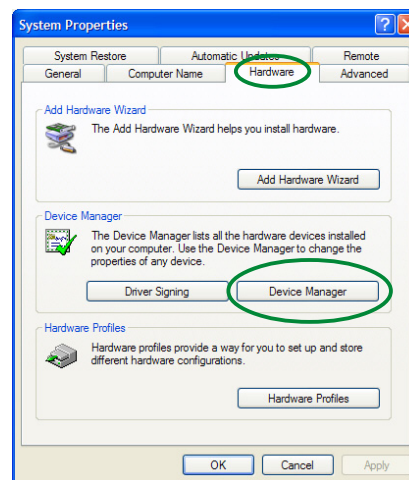 System Properties
System Restore Automatic Updates Remote
General Computer Name Hardware Advanced
Add Hardware Wizard
The Add Hardware Wizard helps you install hardware.
Add Hardware Wizard
Device Manager
The Device Manager lists all the hardware devices installed
on your computer. Use the Device Manager to change the
properties of any device.
Driver Signing Device Manager
Hardware Profiles
Hardware profiles provide a way for you to set up and store
different hardware configurations.
Hardware Profiles
OK Cancel Apply